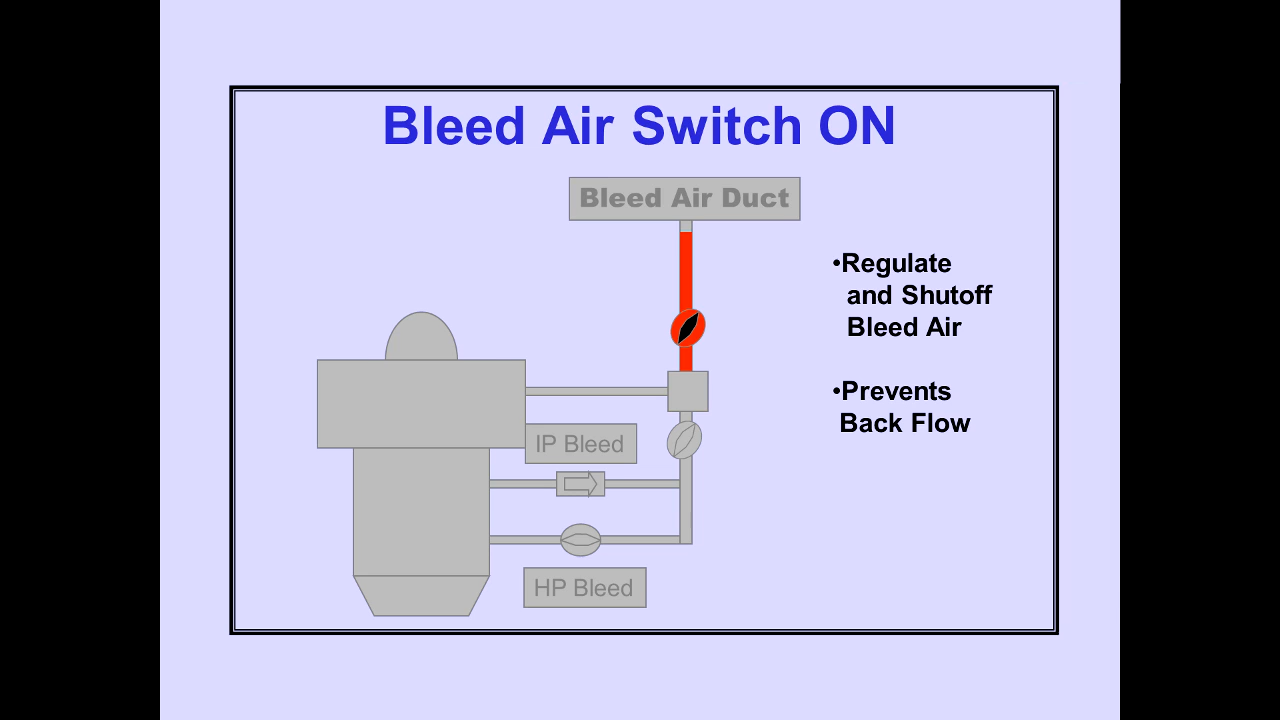 Bleed Air Switch ON
Bleed Air Duct
•Regulate
and Shutoff
Bleed Air
•Prevents
Back Flow
IP Bleed
HP Bleed